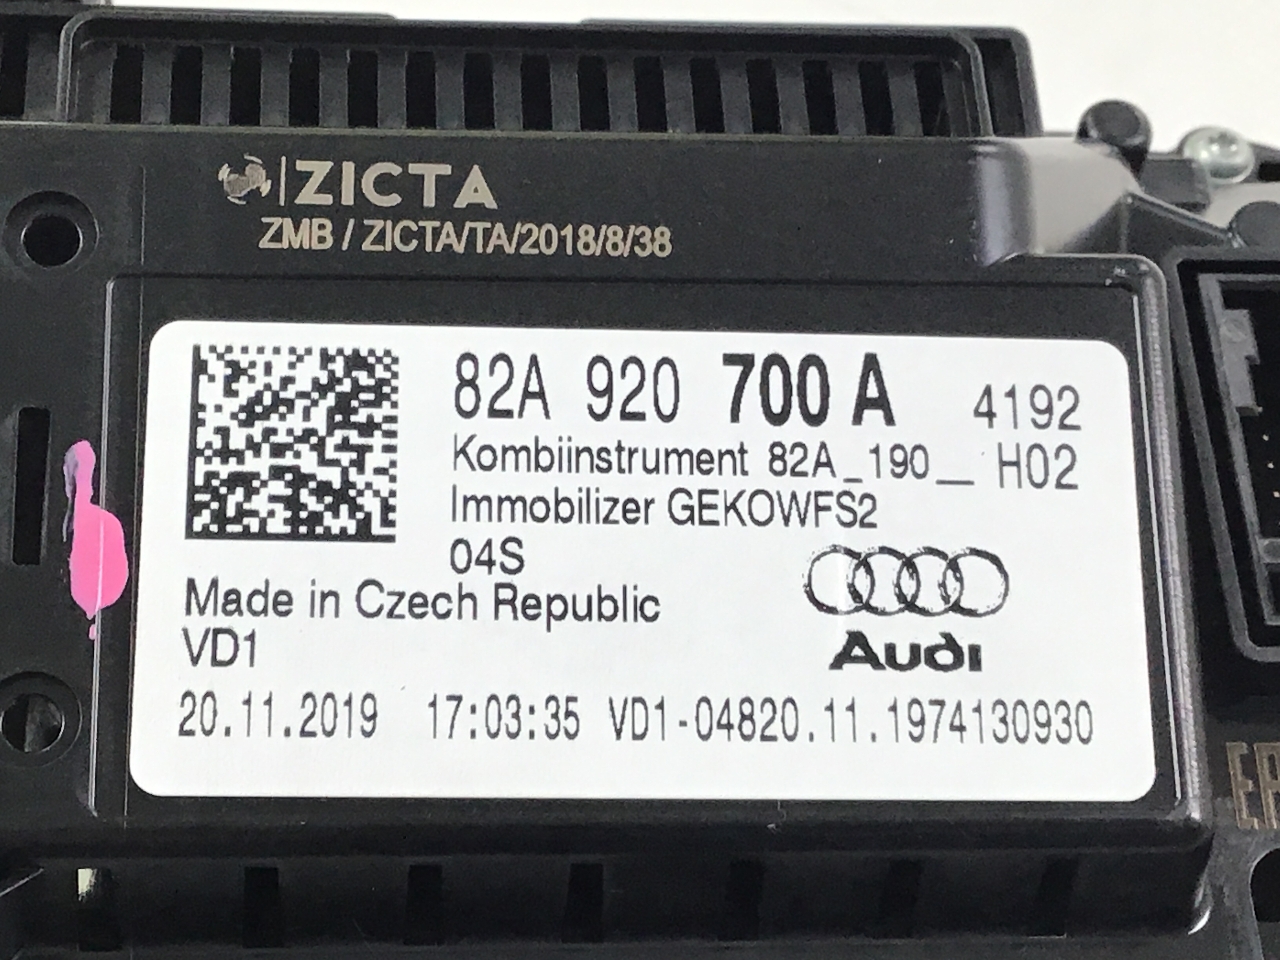 ZICTA
ZMB / ZICTA/TA/2018/8/38
82A 920 700 A 4192
Kombiinstrument 82A_190_ H02
Immobilizer GEKOWFS2
04S
Made in Czech Republic
VD1
Audi
20.11.2019 17:03:35 VD1-04820.11.1974130930